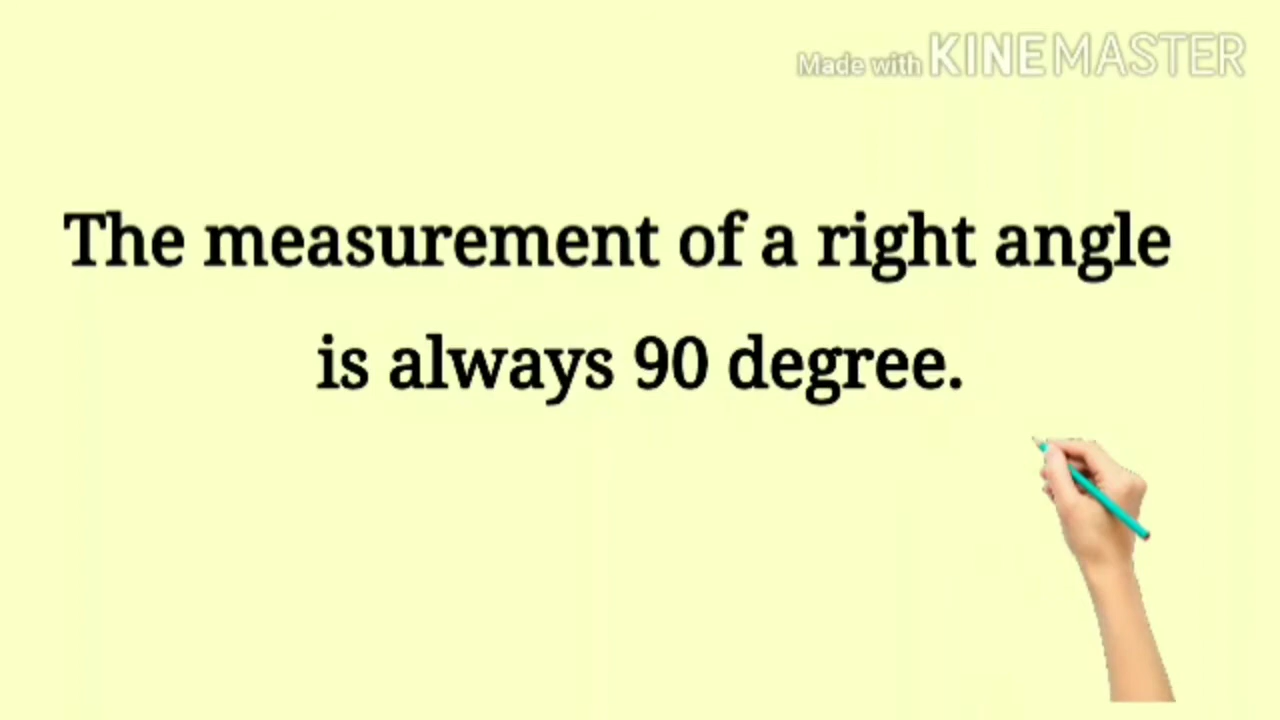 Made with KINEMASTER
The measurement of a right angle
is always 90 degree.